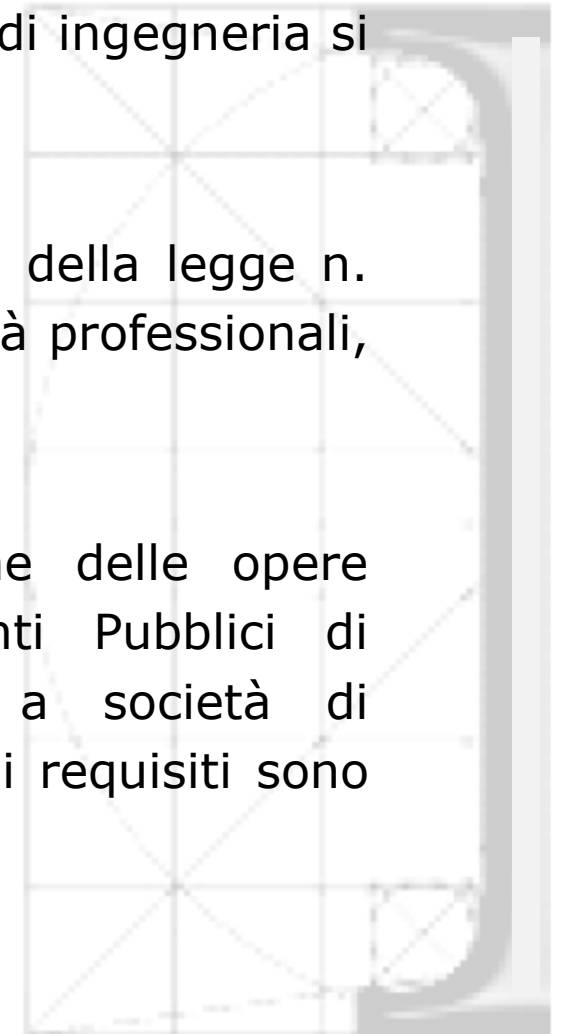 di ingegneria si
della legge n.
à professionali,
e delle opere
nti Pubblici di
a società di
i requisiti sono